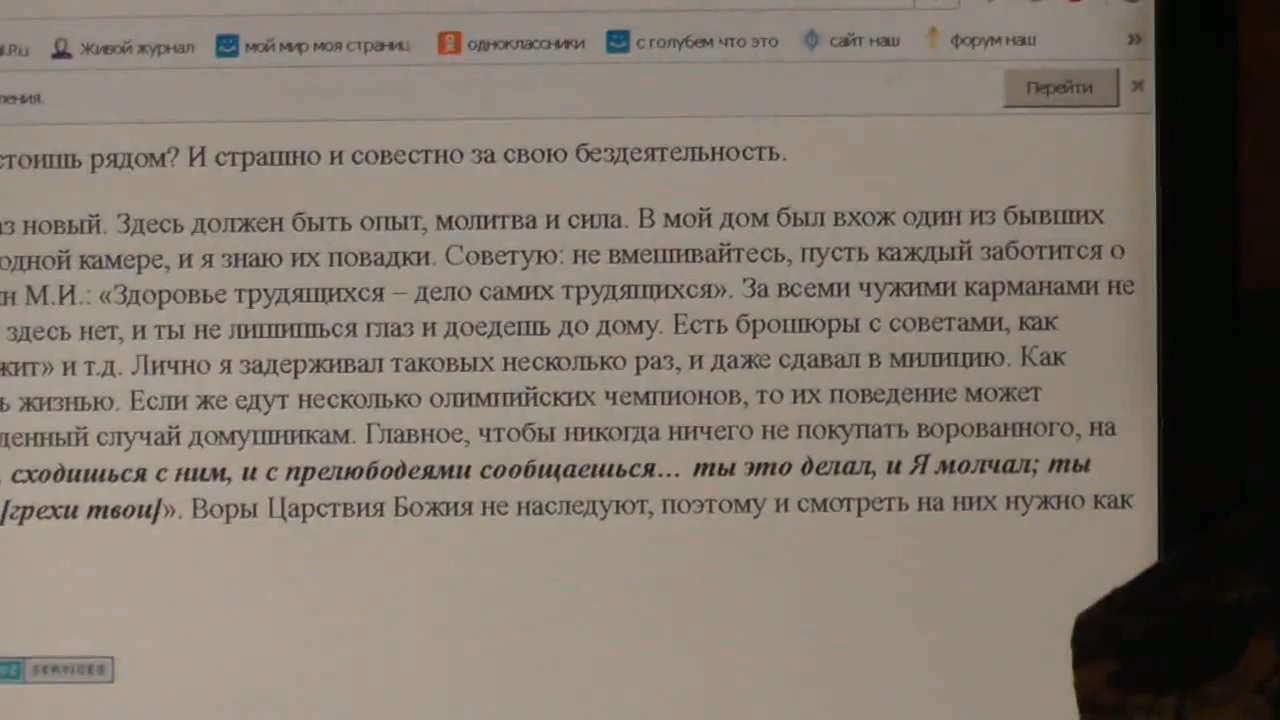 Живой журнал мой мир моя страниц одноклассники с голубем что это сайт наш форум наш »
Перейти
стоишь рядом? И страшно и совестно за свою бездеятельность.
аз новый. Здесь должен быть опыт, молитва и сила. В мой дом был вхож один из бывших
одной камере, и я знаю их повадки. Советую: не вмешивайтесь, пусть каждый заботится о
ин М.И.: «Здоровье трудящихся – дело самих трудящихся». За всеми чужими карманами не
здесь нет, и ты не лишишься глаз и доедешь до дому. Есть брошюры с советами, как
жит» и т.д. Лично я задерживал таковых несколько раз, и даже сдавал в милицию. Как
ь жизнью. Если же едут несколько олимпийских чемпионов, то их поведение может
денный случай домушникам. Главное, чтобы никогда ничего не покупать ворованного, на
, сходишься с ним, и с прелюбодеями сообщаешься... ты это делал, и Я молчал; ты
[грехи твои]». Воры Царствия Божия не наследуют, поэтому и смотреть на них нужно как
SERVICES